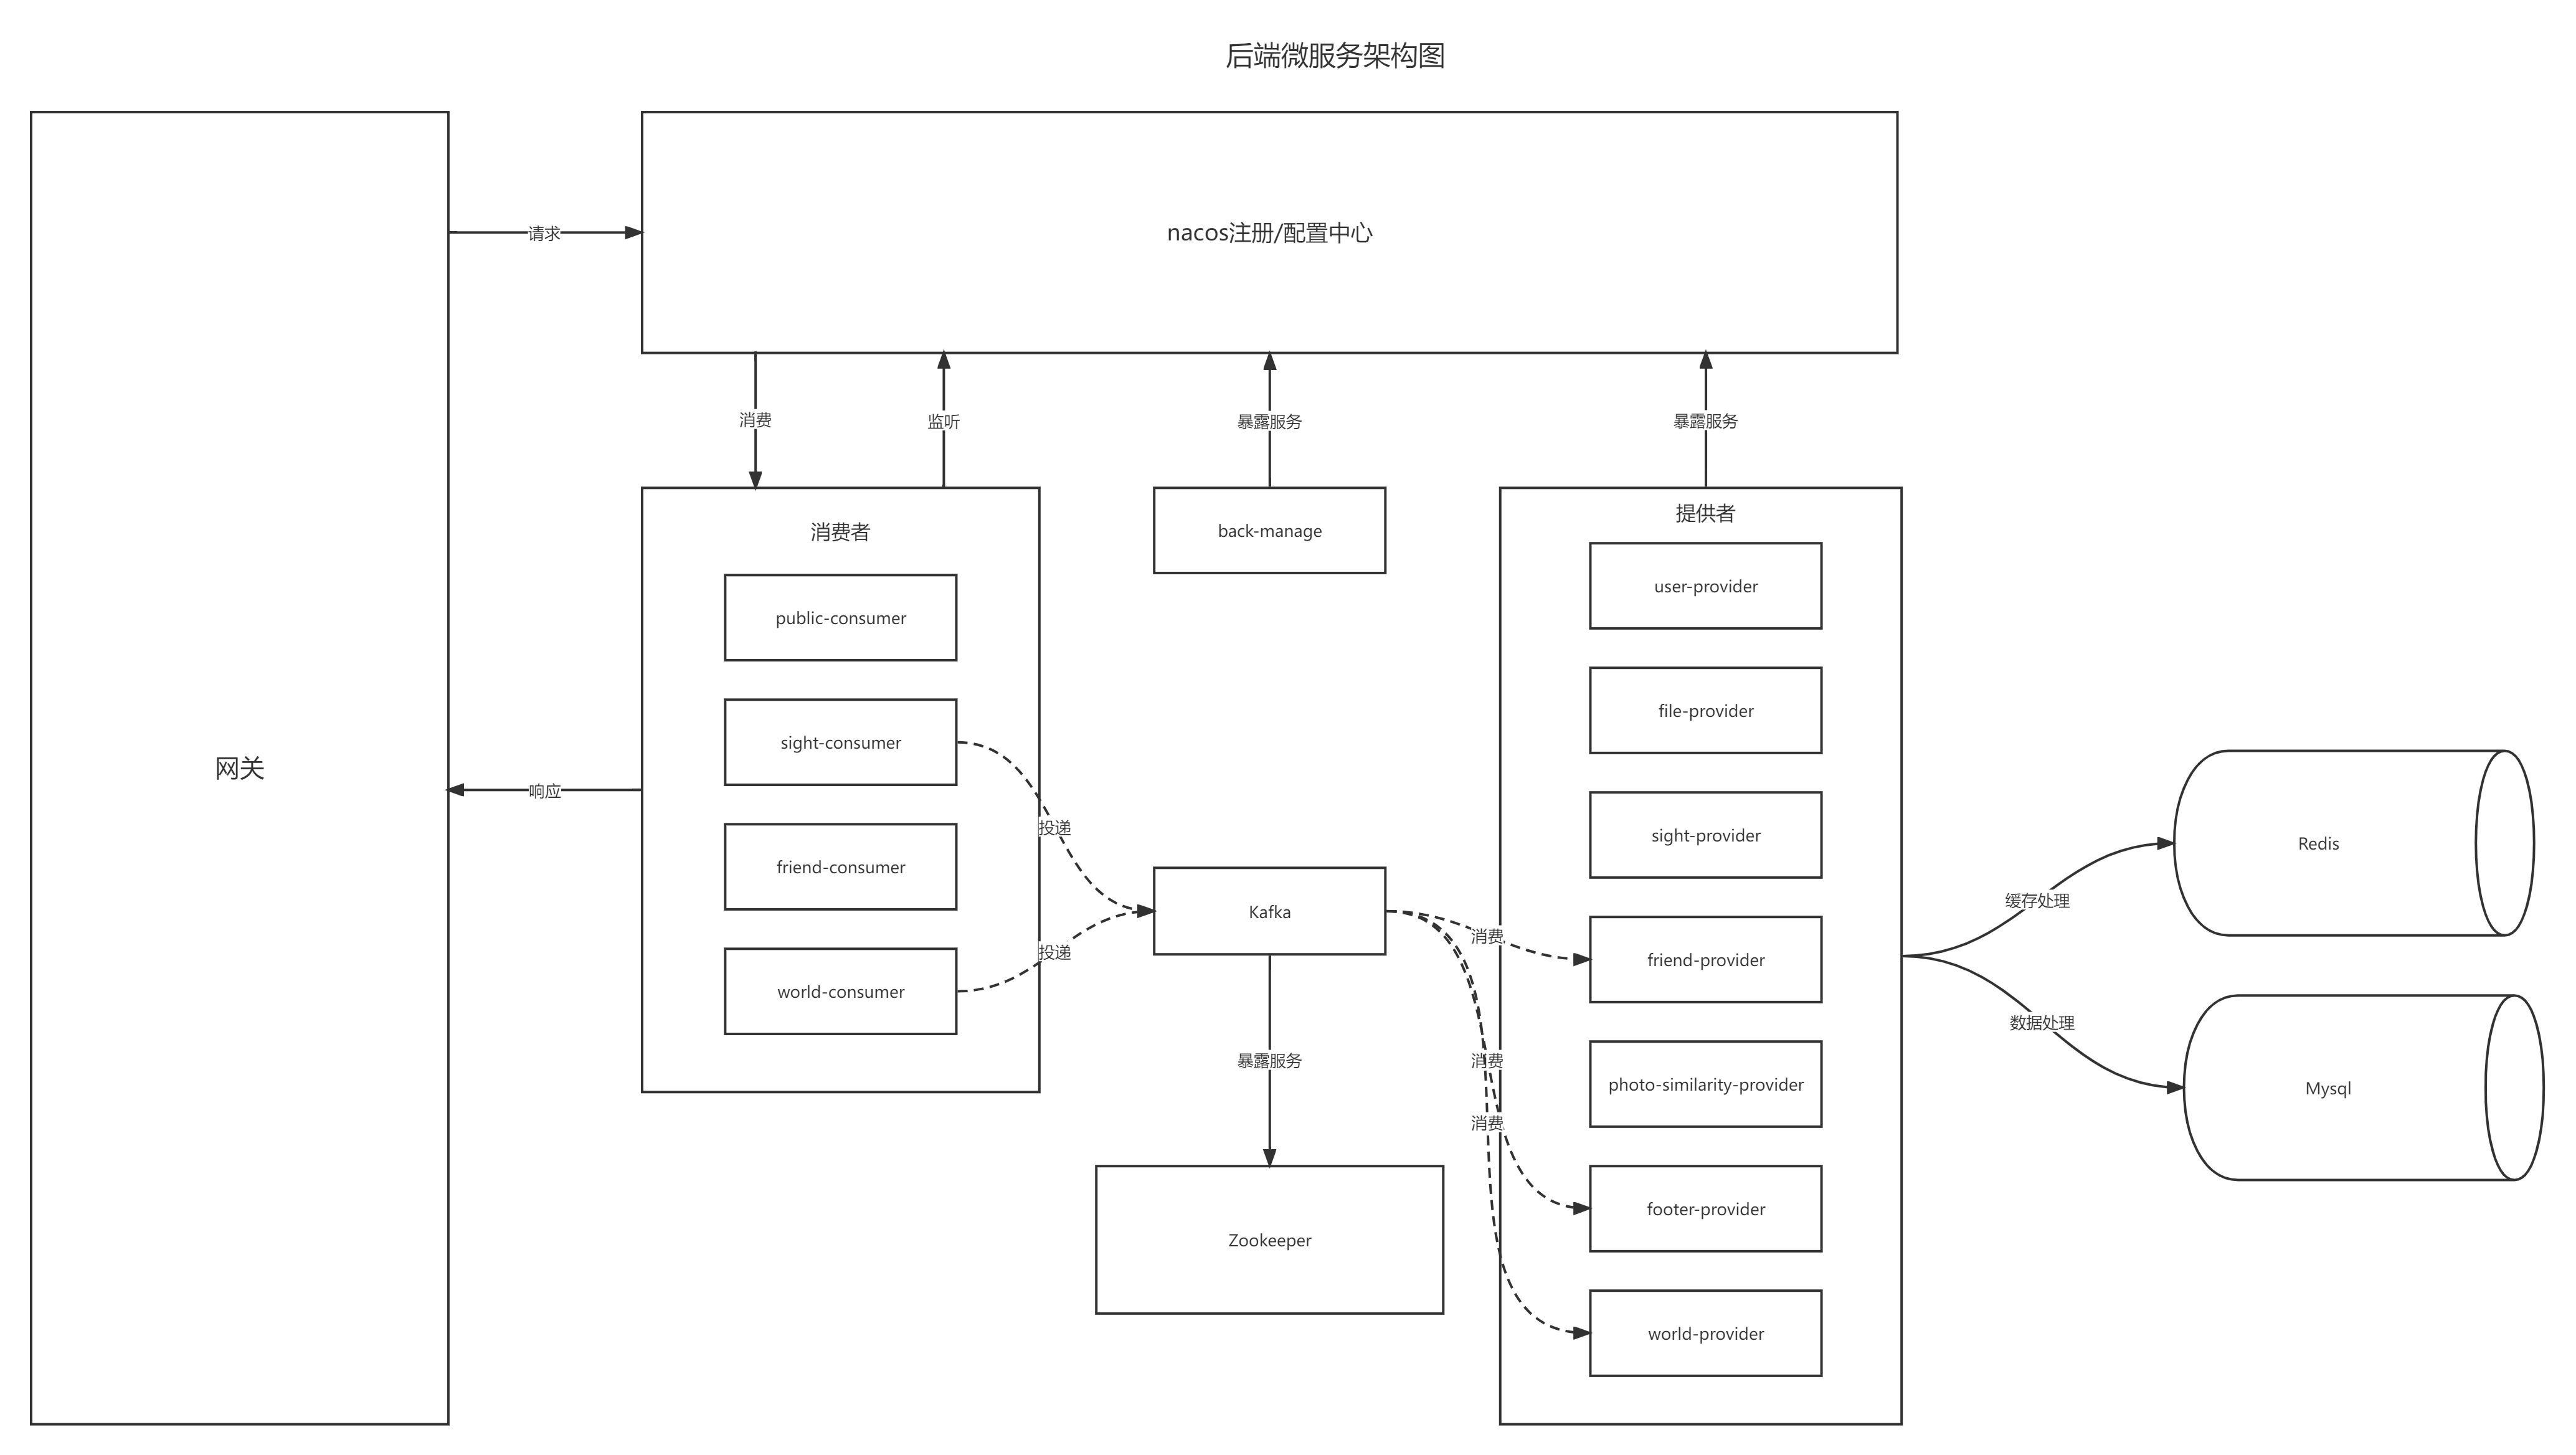 后端微服务架构图
网关
请求
nacos注册/配置中心
消费
监听
暴露服务
暴露服务
响应
消费者
public-consumer
sight-consumer
friend-consumer
world-consumer
back-manage
投递
投递
Kafka
暴露服务
Zookeeper
消费
消费
消费
提供者
user-provider
file-provider
sight-provider
friend-provider
photo-similarity-provider
footer-provider
world-provider
缓存处理
数据处理
Redis
Mysql